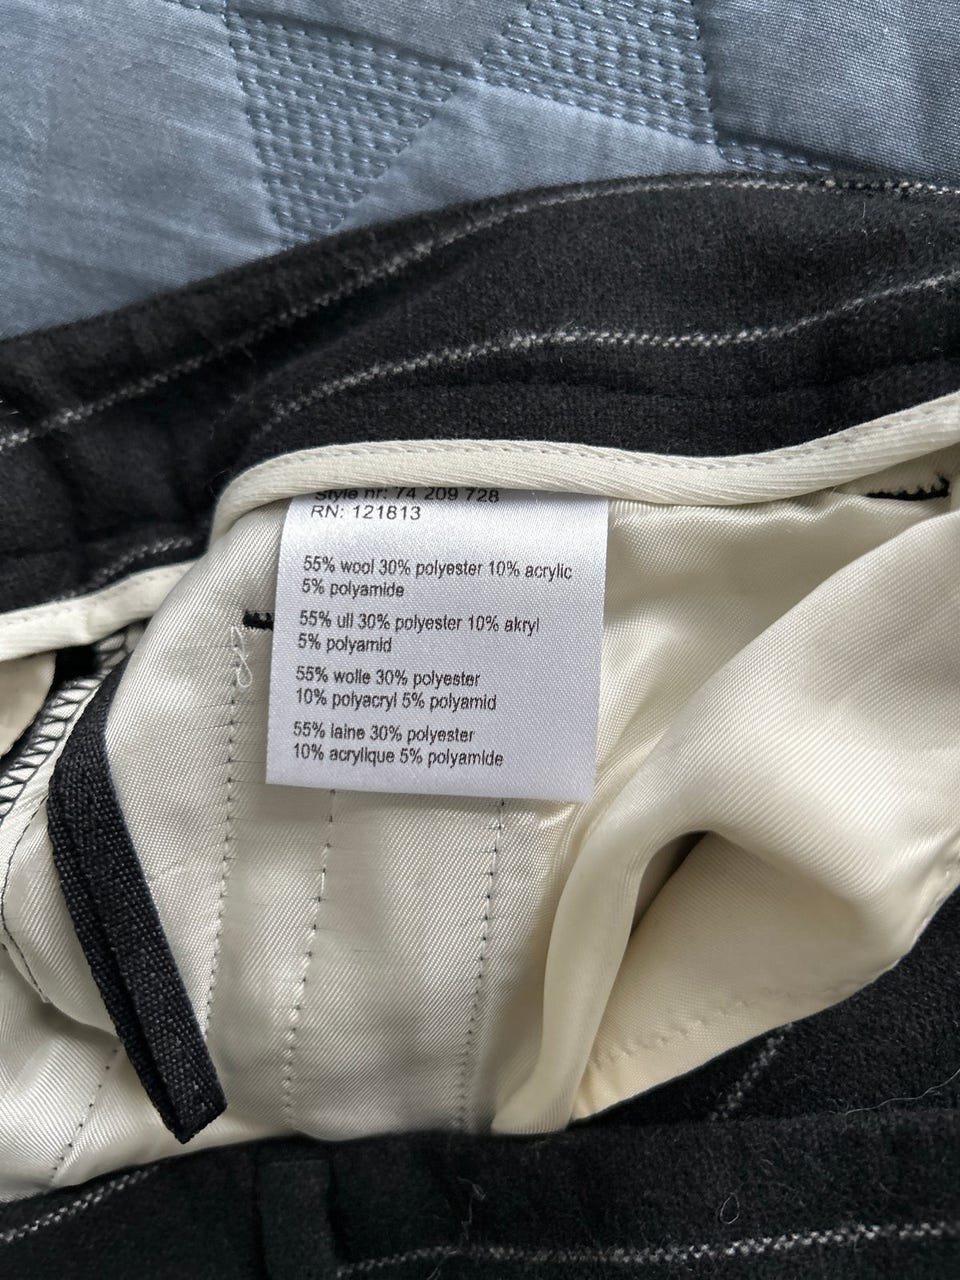 Style nr: 74 209 728
RN: 121813
55% wool 30% polyester 10% acrylic
5% polyamide
55% ull 30% polyester 10% akryl
5% polyamid
55% wolle 30% polyester
10% polyacryl 5% polyamid
55% laine 30% polyester
10% acrylique 5% polyamide